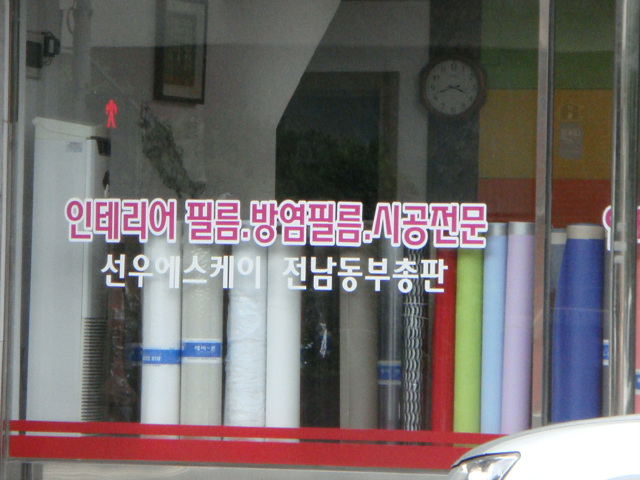 인테리어 필름.방염필름.시공전문
선우에스케이 전남동부총판